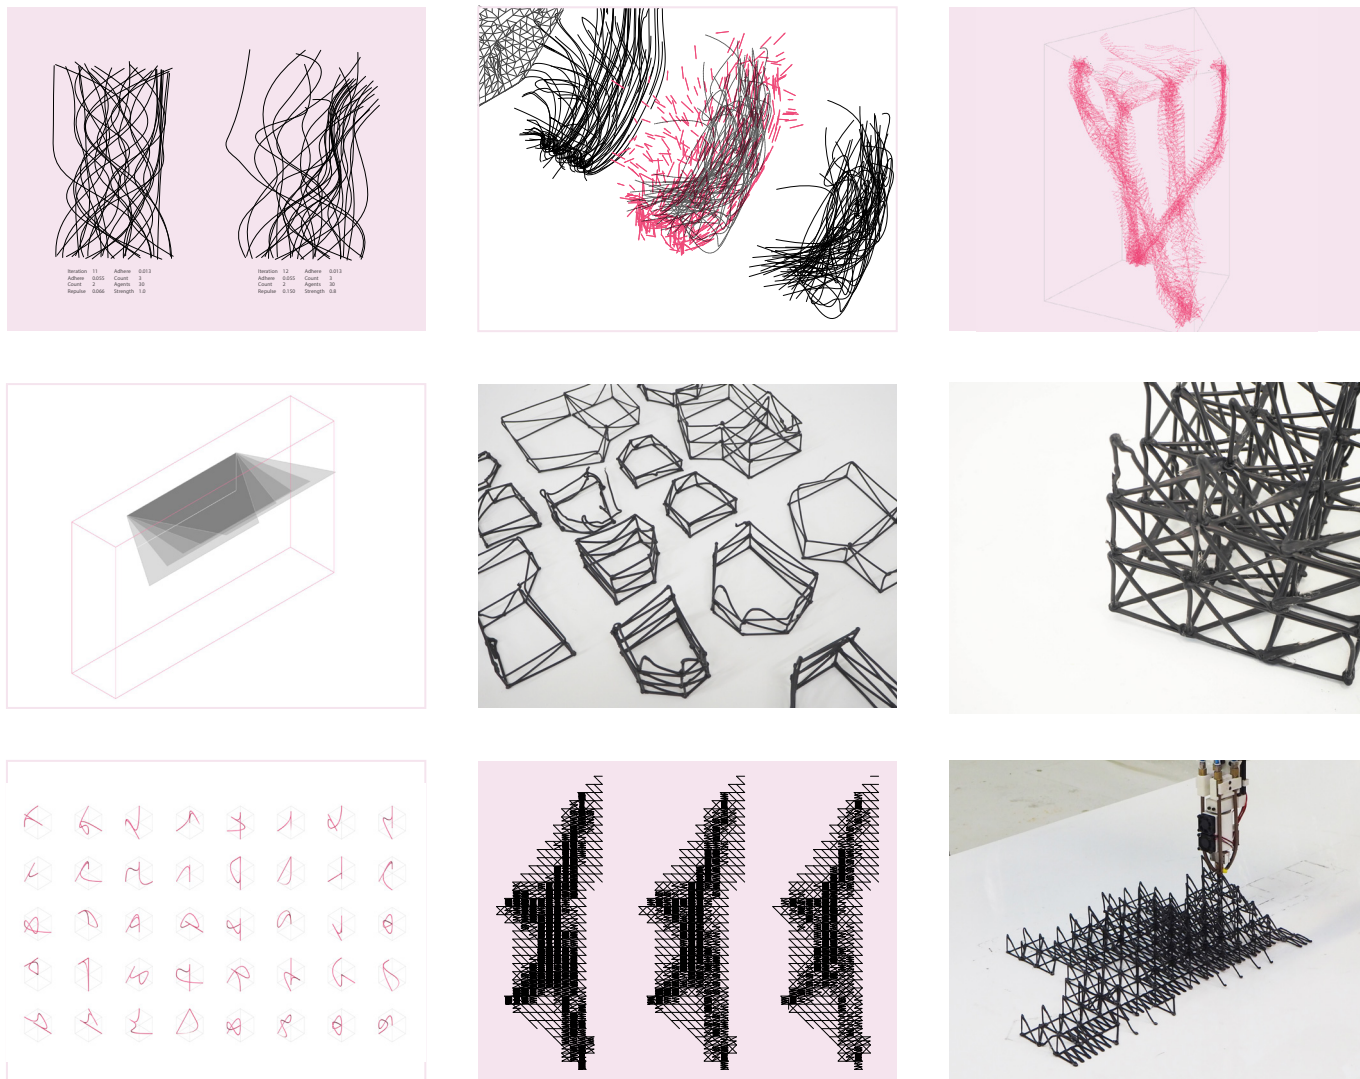 Iteration 11 Adhere 0.013
Adhere 0.055 Count 3
Count 2 Agents 30
Repulse 0.066 Strength 1.0
Iteration 12 Adhere 0.013
Adhere 0.055 Count 3
Count 3 Agents 30
Repulse 0.150 Strength 0.8